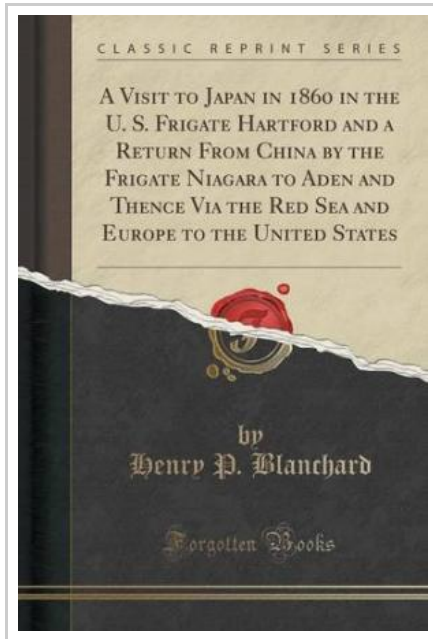 CLASSIC REPRINT SERIES
A VISIT TO JAPAN IN 1860 IN THE
U. S. FRIGATE HARTFORD AND A
RETURN FROM CHINA BY THE
FRIGATE NIAGARA TO ADEN AND
THENCE VIA THE RED SEA AND
EUROPE TO THE UNITED STATES
by
Henry P. Blanchard
Forgotten Books